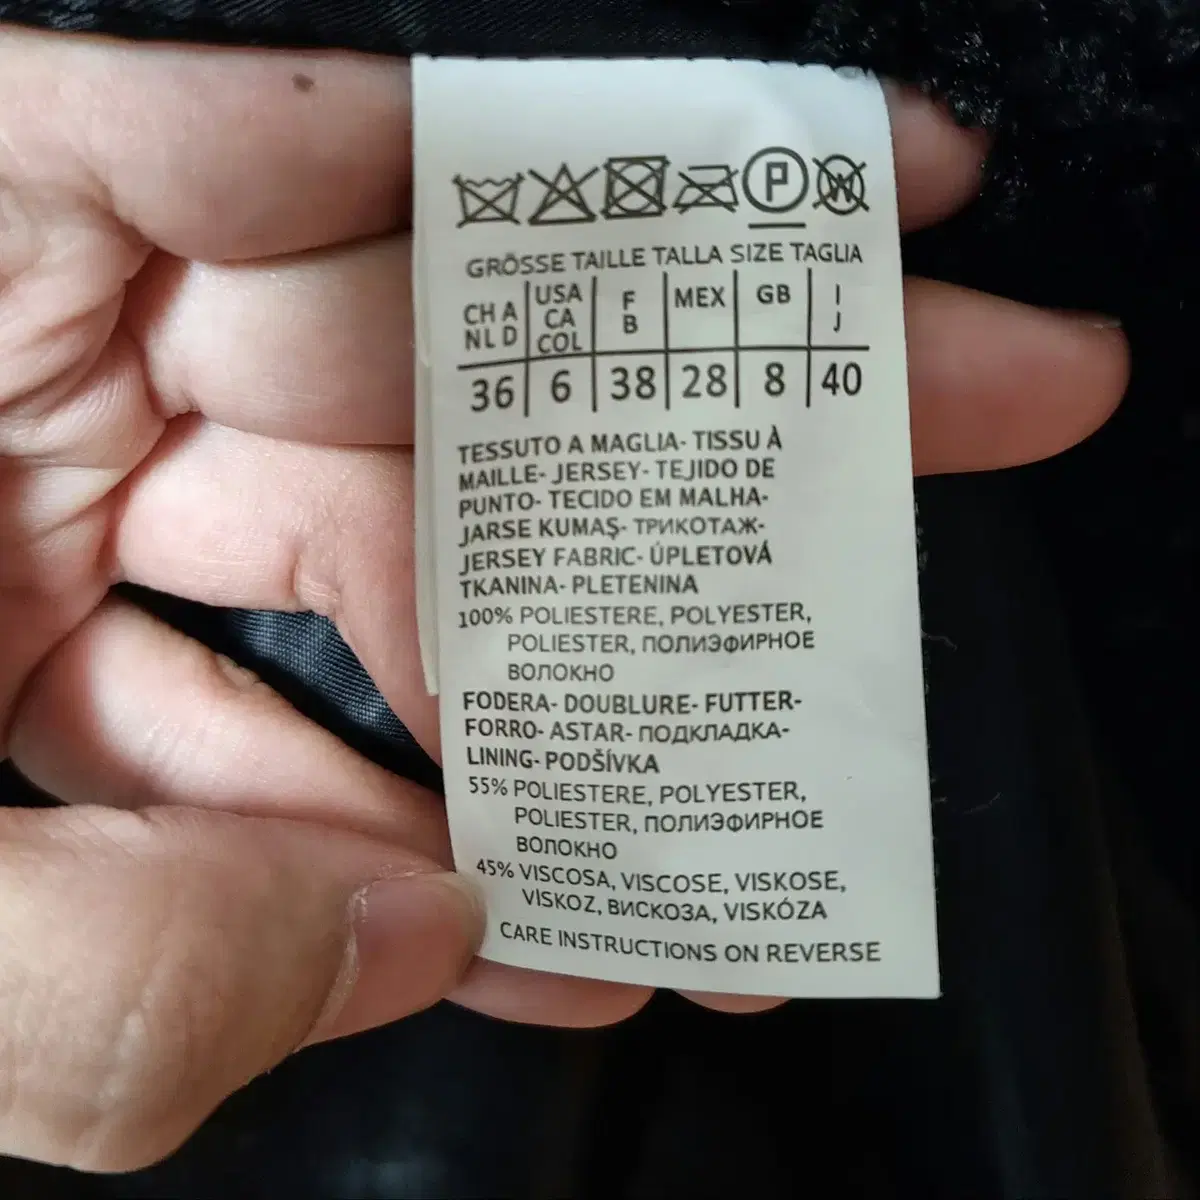 P W
GRÖSSE TAILLE TALLA SIZE TAGLIA
CH A NL D USA CA COL F B MEX GB I J
36 6 38 28 8 40
TESSUTO A MAGLIA- TISSU À
MAILLE- JERSEY- TEJIDO DE
PUNTO- TECIDO EM MALHA-
JARSE KUMAŞ- ТРИКОТАЖ-
JERSEY FABRIC- ÚPLETOVÁ
TKANINA- PLETENINA
100% POLIESTERE, POLYESTER,
POLIESTER, ПОЛИЭФИРНОЕ
ВОЛОКНО
FODERA- DOUBLURE- FUTTER-
FORRO- ASTAR- ПОДКЛАДКА-
LINING- PODŠÍVKA
55% POLIESTERE, POLYESTER,
POLIESTER, ПОЛИЭФИРНОЕ
ВОЛОКНО
45% VISCOSA, VISCOSE, VISKOSE,
VİSKOZ, ВИСКОЗА, VISKÓZA
CARE INSTRUCTIONS ON REVERSE